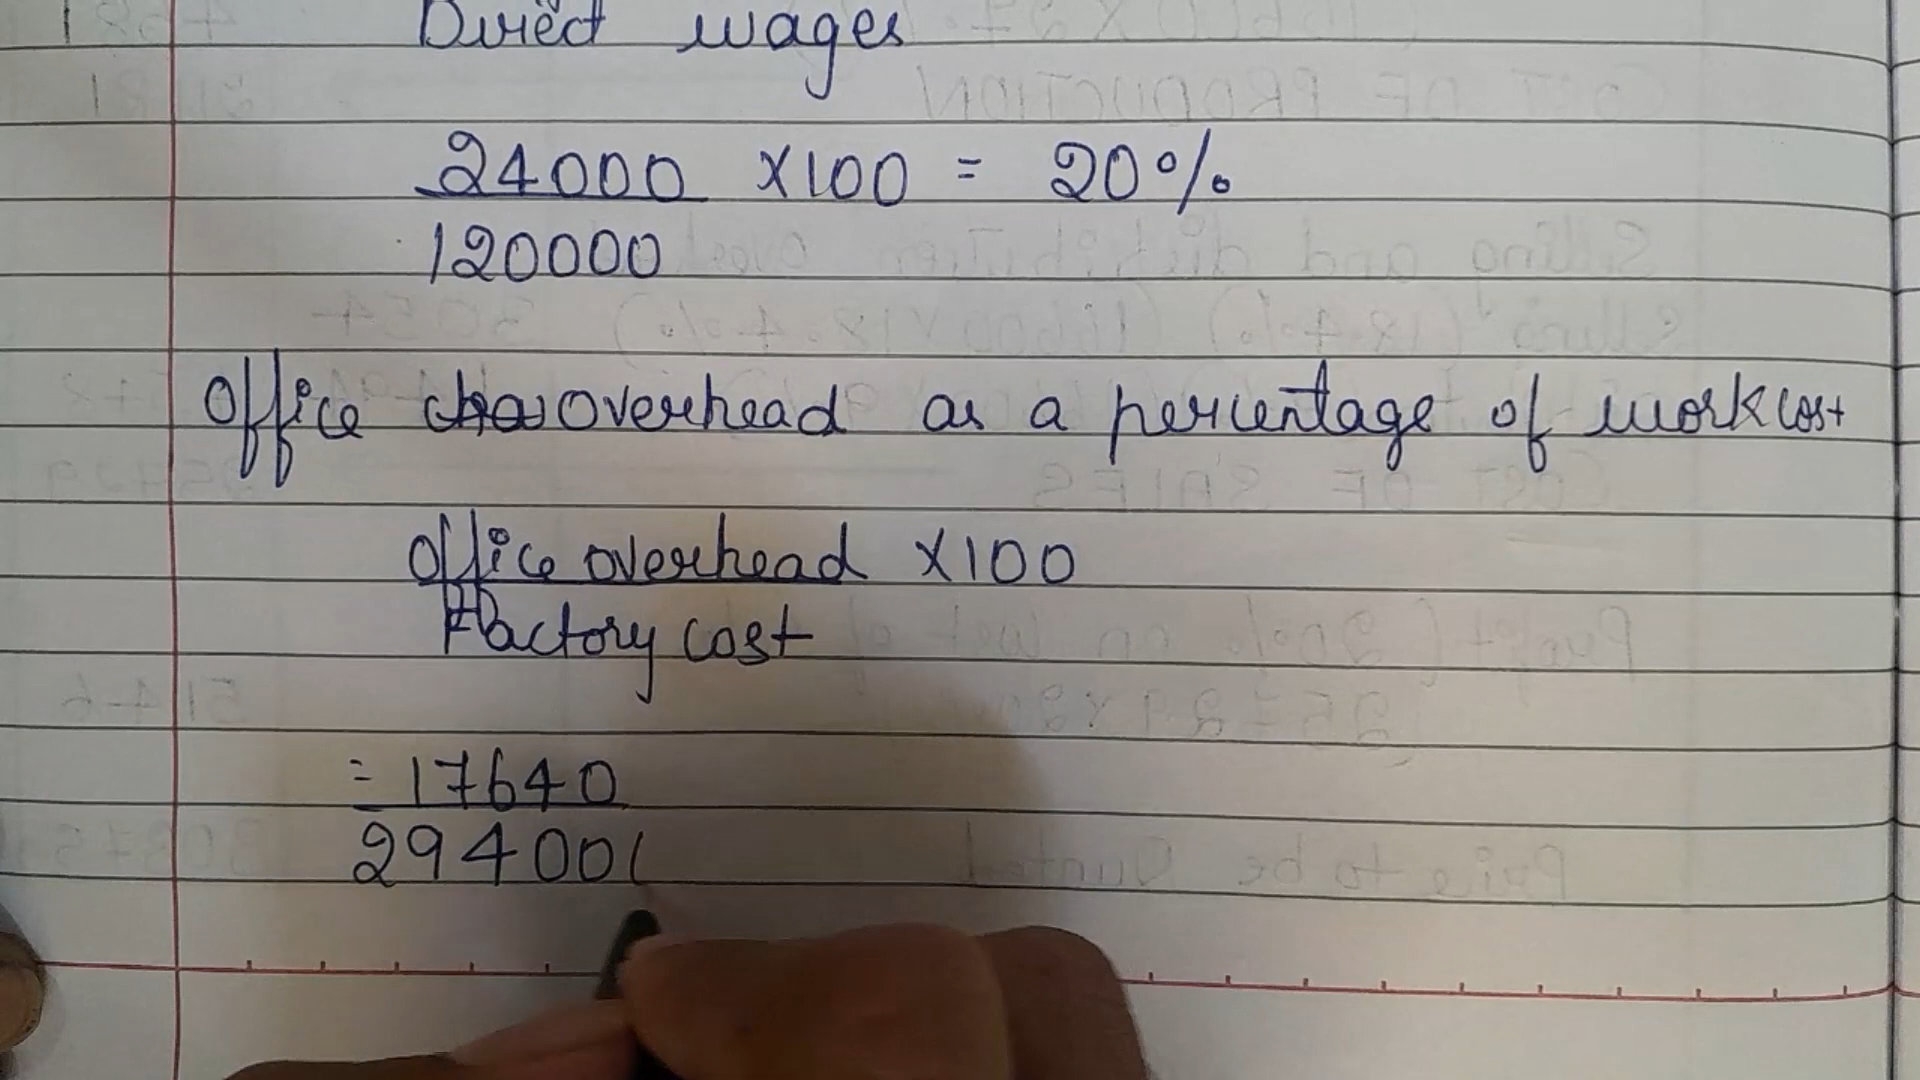 Direct wages
24000 x100 = 20%
120000
Office overhead as a percentage of work cost
Office overhead x100
Factory cost
= 17640
29400(